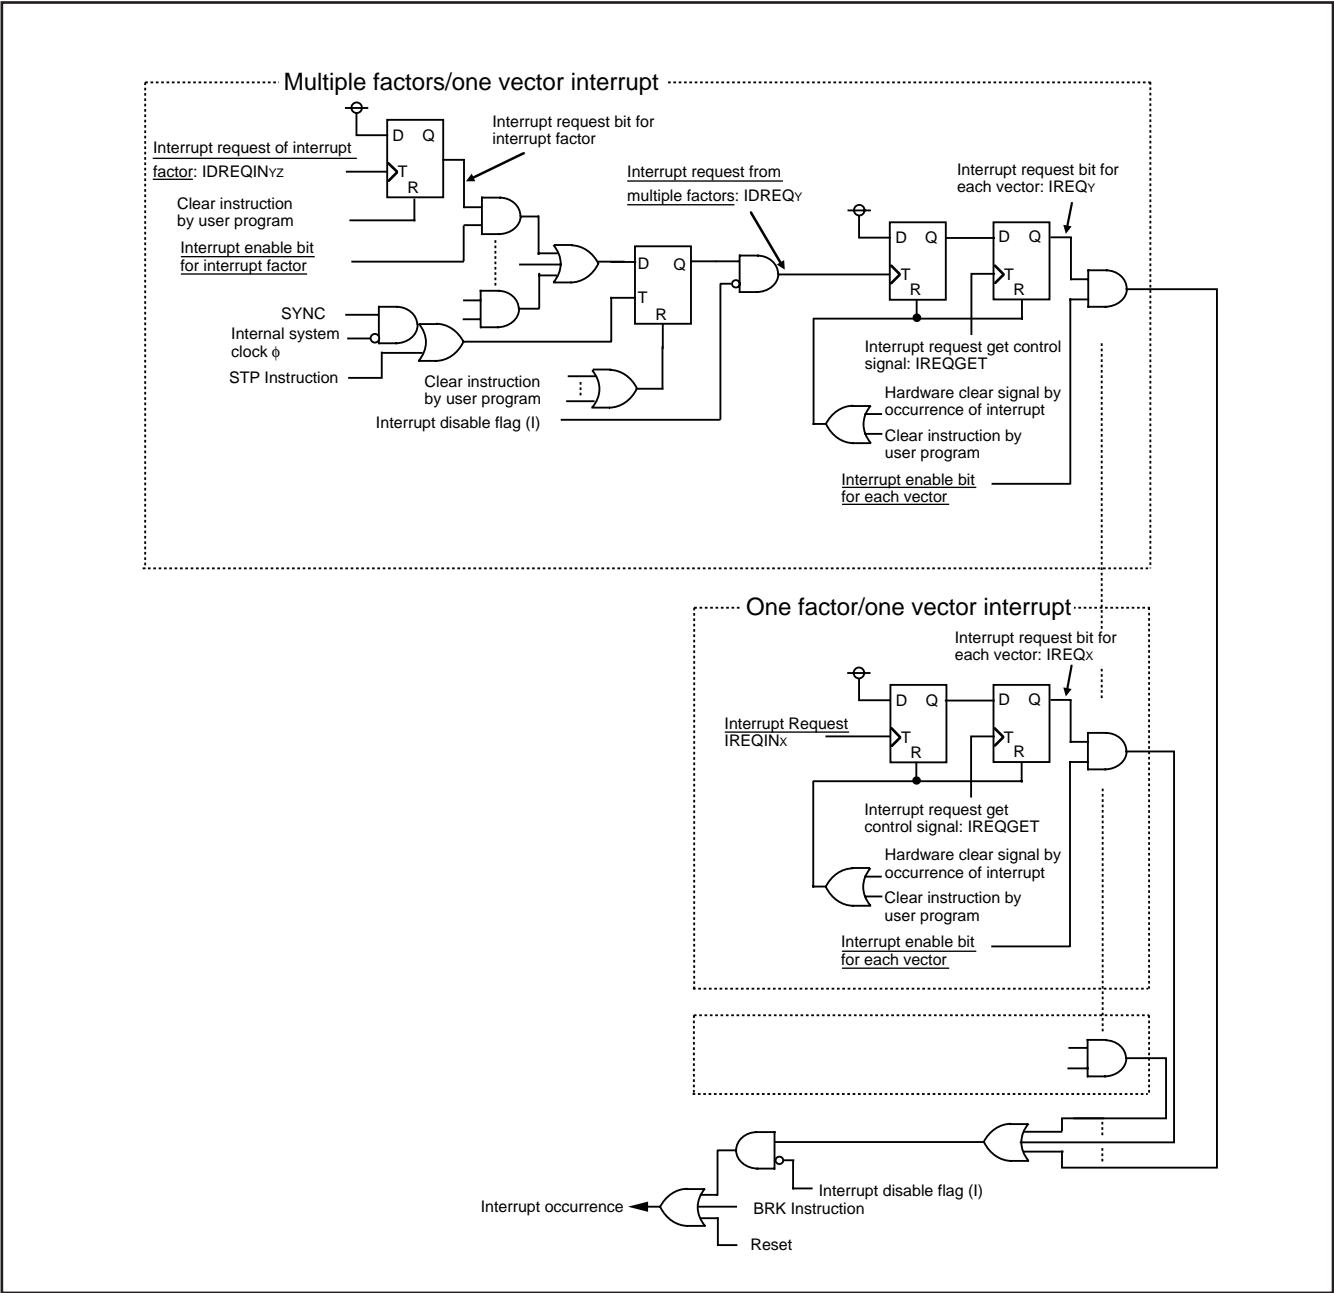 Multiple factors/one vector interrupt
D Q
T
R
Interrupt request bit for
interrupt factor
Interrupt request of interrupt
factor: IDREQINYZ
Clear instruction
by user program
Interrupt enable bit
for interrupt factor
Interrupt request from
multiple factors: IDREQY
Interrupt request bit for
each vector: IREQY
D Q
T
R
D Q
T
R
D Q
T
R
SYNC
Internal system
clock ϕ
STP Instruction
Clear instruction
by user program
Interrupt disable flag (I)
Interrupt request get control
signal: IREQGET
Hardware clear signal by
occurrence of interrupt
Clear instruction by
user program
Interrupt enable bit
for each vector
One factor/one vector interrupt
Interrupt request bit for
each vector: IREQX
D Q
T
R
D Q
T
R
Interrupt Request
IREQINX
Interrupt request get
control signal: IREQGET
Hardware clear signal by
occurrence of interrupt
Clear instruction by
user program
Interrupt enable bit
for each vector
Interrupt disable flag (I)
Interrupt occurrence
BRK Instruction
Reset